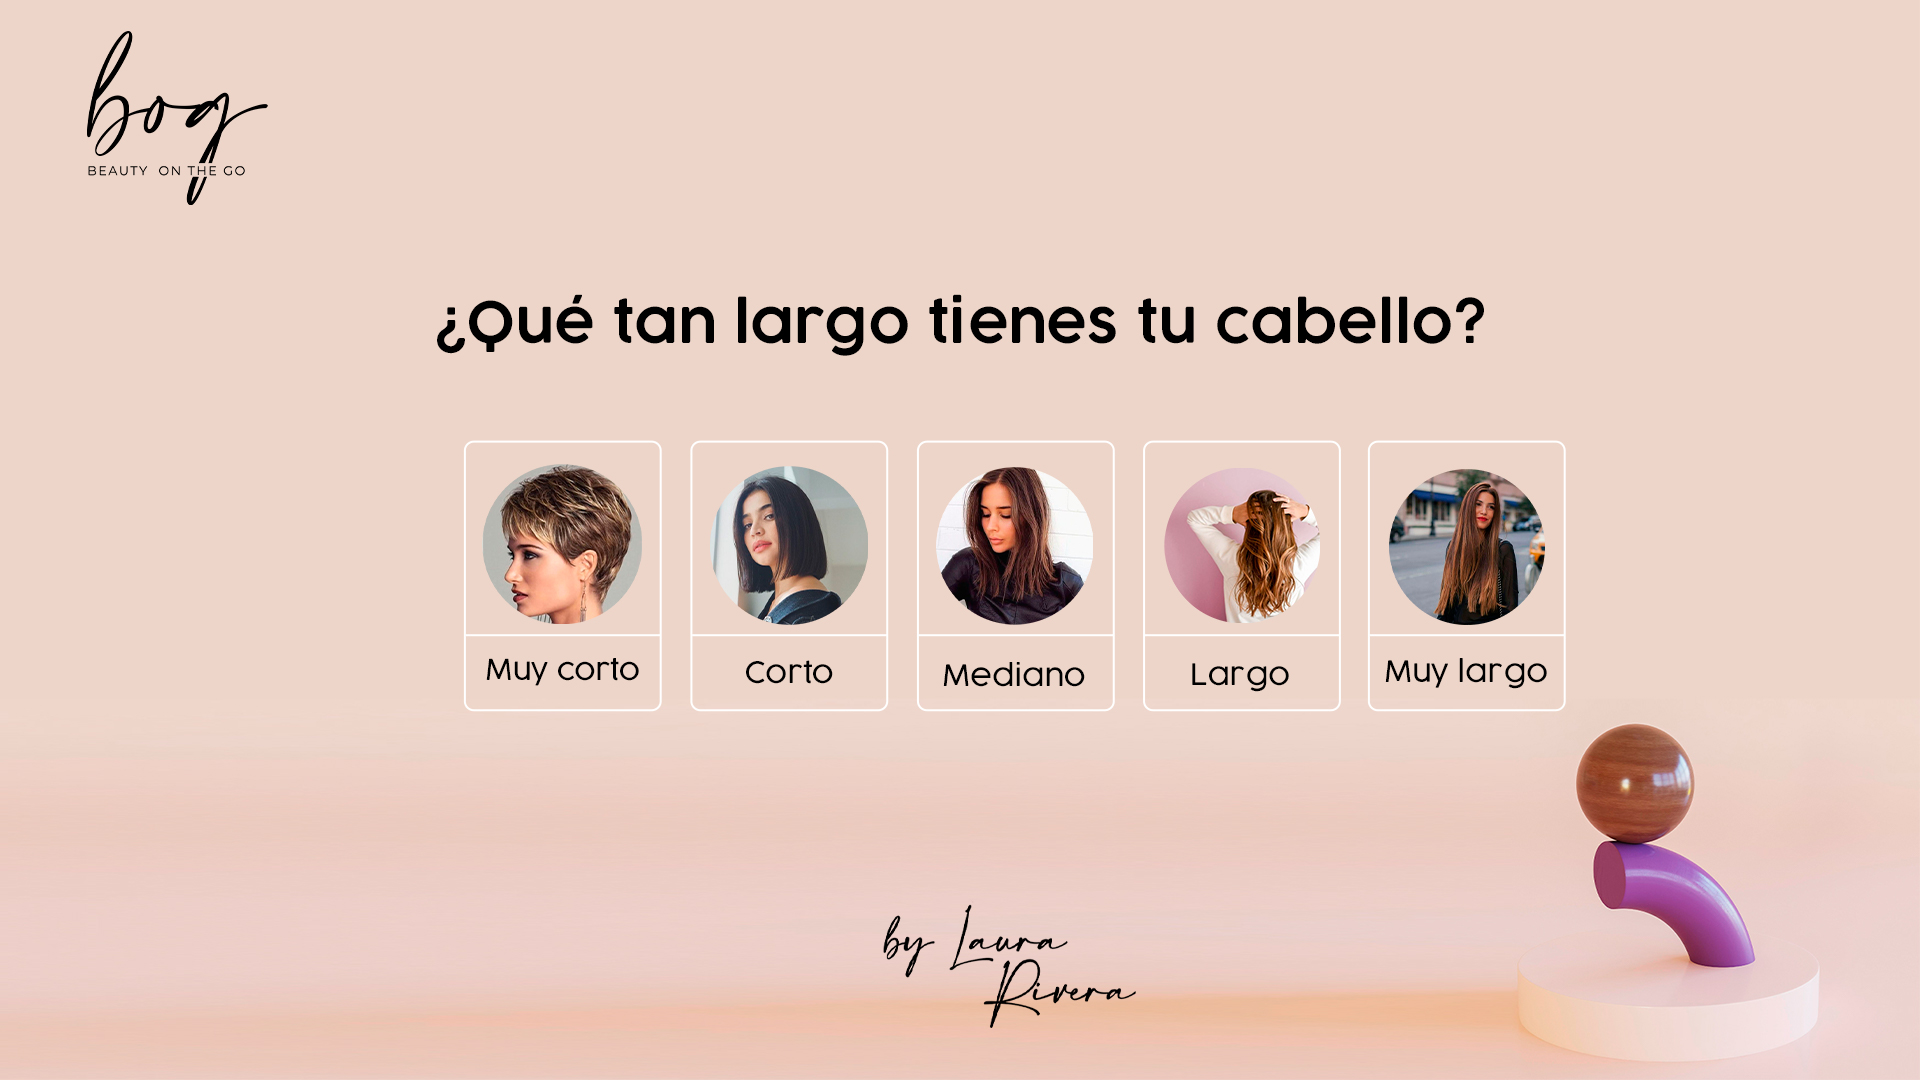 bog
BEAUTY ON THE GO
¿Qué tan largo tienes tu cabello?
Muy corto
Corto
Mediano
Largo
Muy largo
by Laura
Rivera